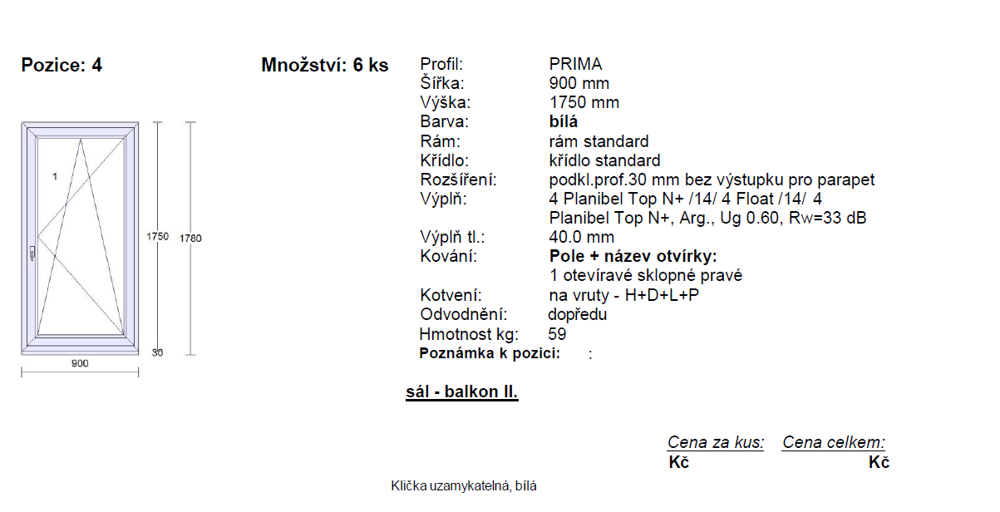 Pozice: 4
Množství: 6 ks
Profil: PRIMA
Šířka: 900 mm
Výška: 1750 mm
Barva: bílá
Rám: rám standard
Křídlo: křídlo standard
Rozšíření: podkl.prof.30 mm bez výstupku pro parapet
Výplň: 4 Planibel Top N+ /14/ 4 Float /14/ 4
Planibel Top N+, Arg., Ug 0.60, Rw=33 dB
Výplň tl.: 40.0 mm
Kování: Pole + název otvírky:
1 otevíravé sklopné pravé
Kotvení: na vruty - H+D+L+P
Odvodnění: dopředu
Hmotnost kg: 59
Poznámka k pozici: :
1
1750 1780
30
900
sál - balkon II.
Cena za kus: Cena celkem:
Kč Kč
Klička uzamykatelná, bílá